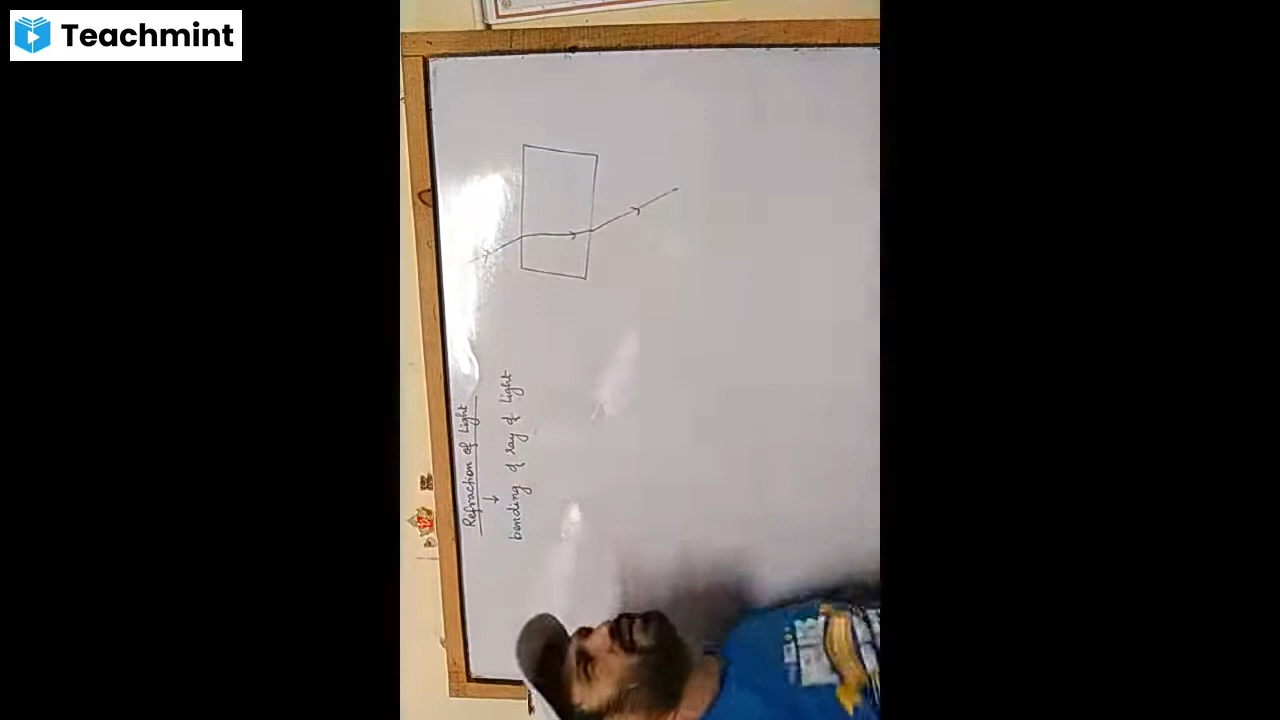 Teachmint
Refraction of Light
↓
bending of ray of Light